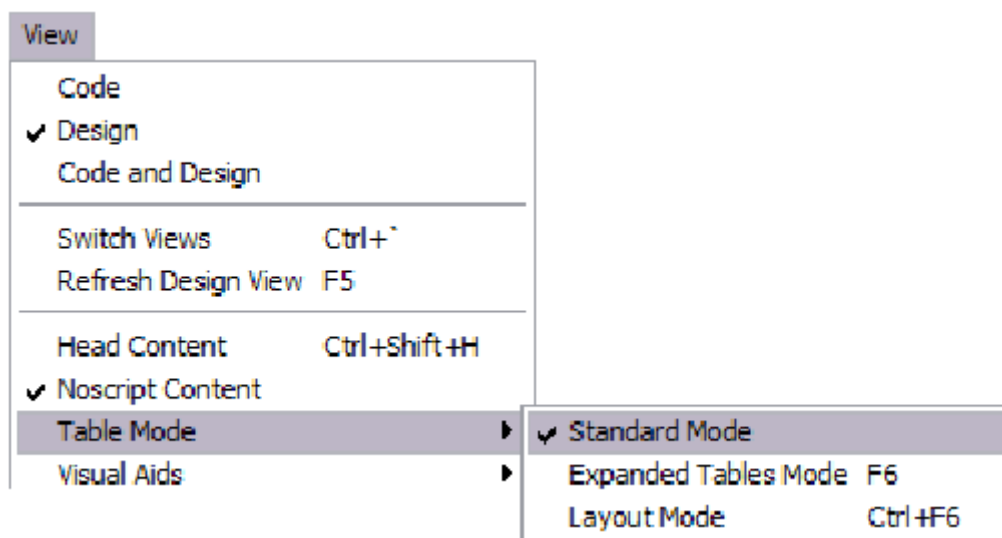 View
Code
Design
Code and Design
Switch Views Ctrl+`
Refresh Design View F5
Head Content Ctrl+Shift+H
Noscript Content
Table Mode
Standard Mode
Visual Aids
Expanded Tables Mode F6
Layout Mode Ctrl+F6